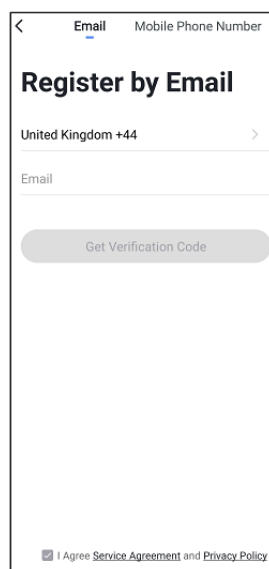 Email Mobile Phone Number
Register by Email
United Kingdom +44
Email
Get Verification Code
I Agree Service Agreement and Privacy Policy